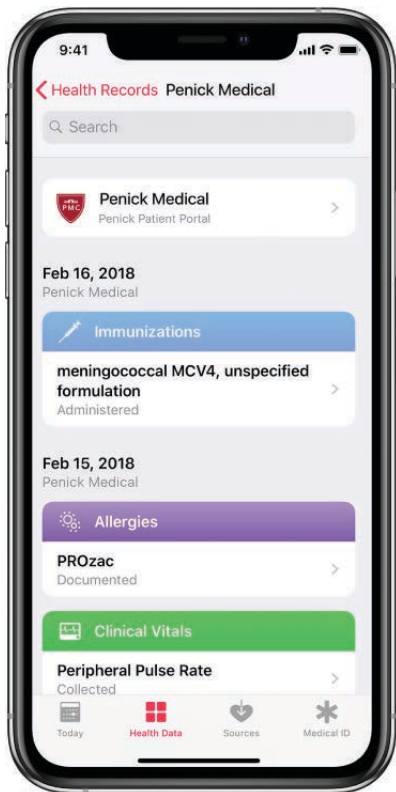 9:41
Health Records Penick Medical
Search
PMC
Penick Medical
Penick Patient Portal
Feb 16, 2018
Penick Medical
Immunizations
meningococcal MCV4, unspecified
formulation
Administered
Feb 15, 2018
Penick Medical
Allergies
PROzac
Documented
Clinical Vitals
Peripheral Pulse Rate
Collected
Today Health Data Sources Medical ID